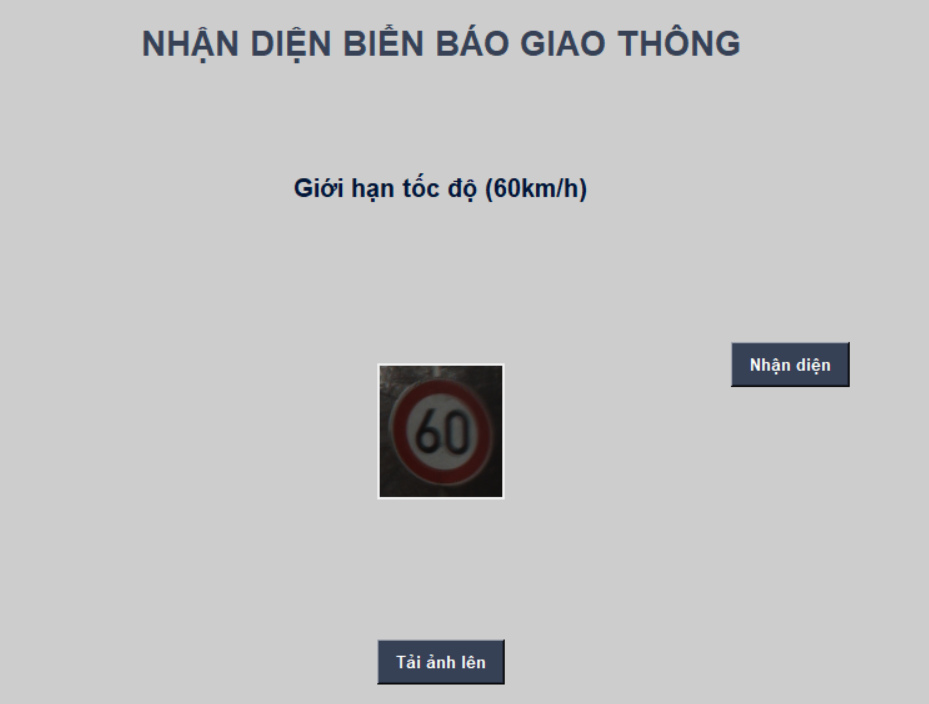 NHẬN DIỆN BIỂN BÁO GIAO THÔNG
Giới hạn tốc độ (60km/h)
Nhận diện
60
Tải ảnh lên